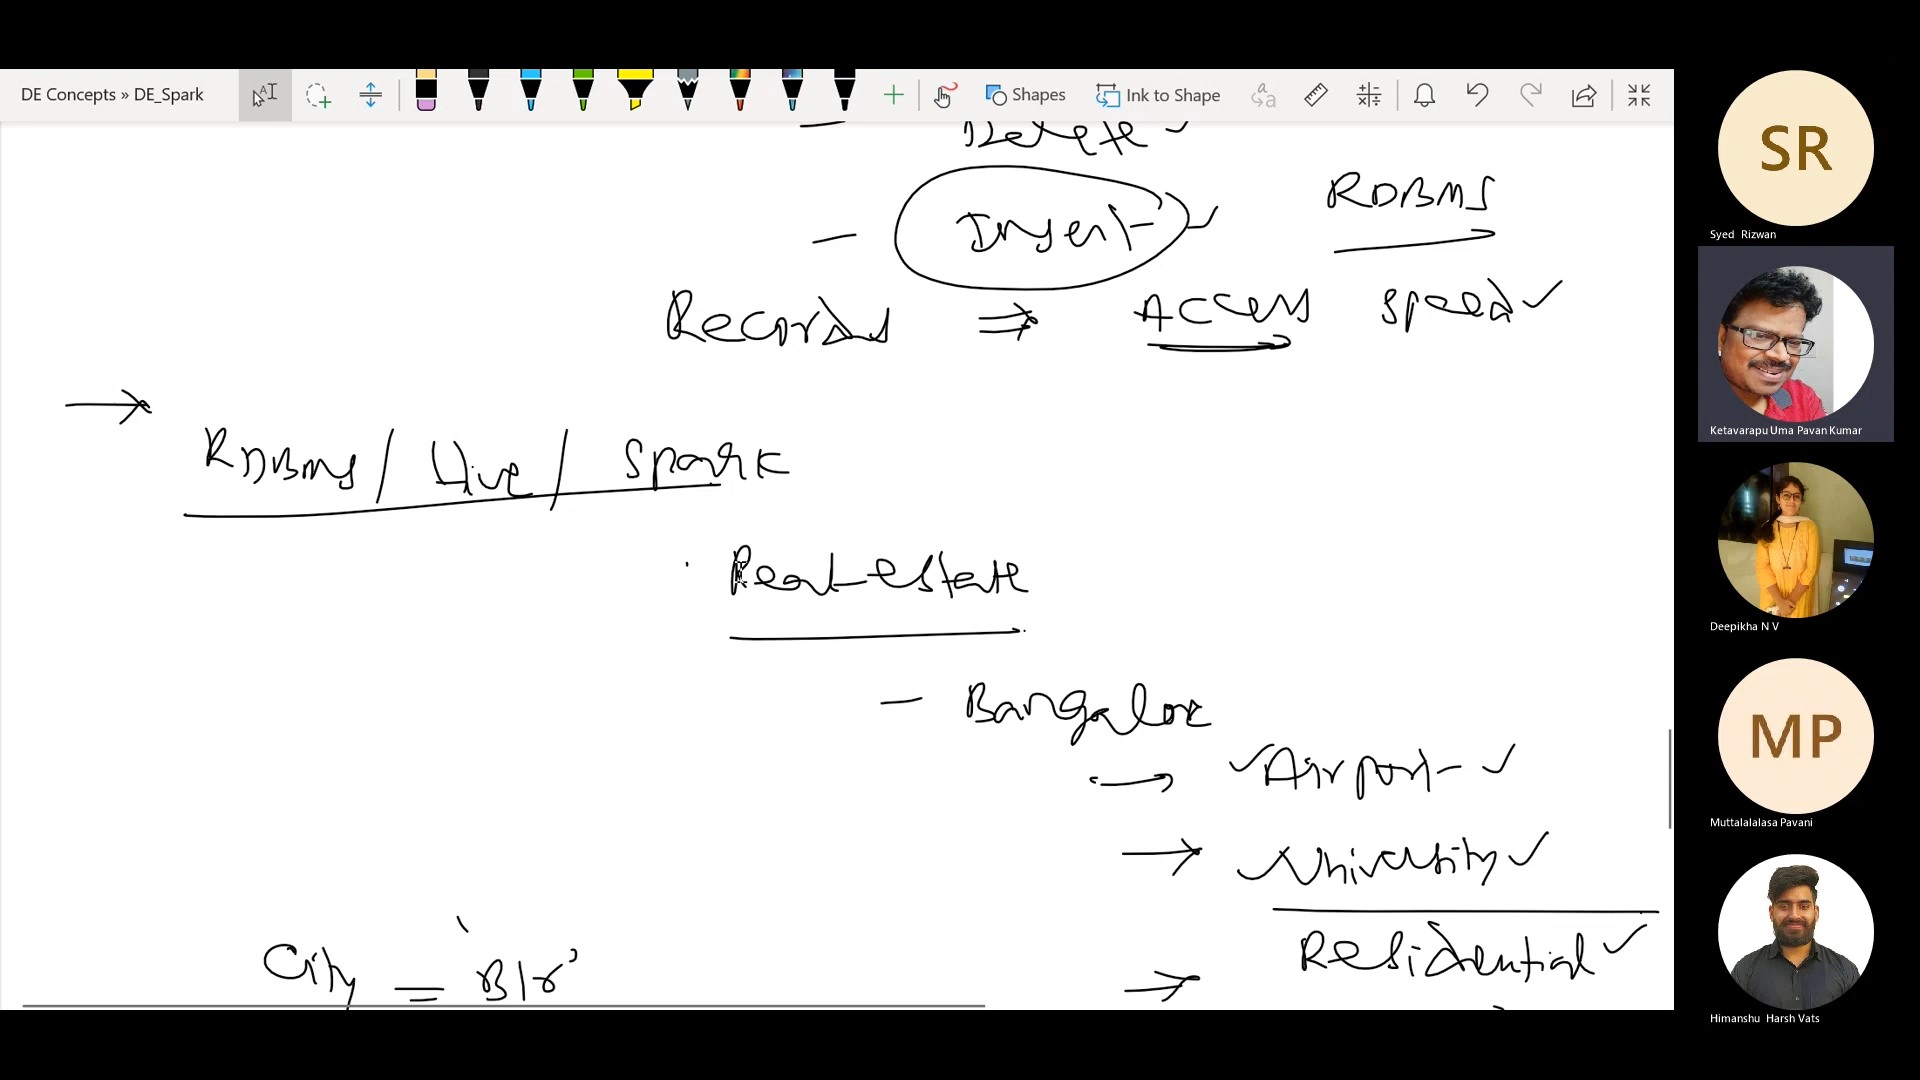 DE Concepts » DE_Spark
Shapes
Ink to Shape
- Delete ✓
- Insert ✓
RDBMS
Records ⇒ Access Speed ✓
→
RDBMS / Hive / Spark
Real estate
- Bangalore
→ ✓ Airport ✓
→ University ✓
→ Residential ✓
City = 'Blr'
SR
Syed Rizwan
Ketavarapu Uma Pavan Kumar
Deepikha N V
MP
Muttalalalasa Pavani
Himanshu Harsh Vats